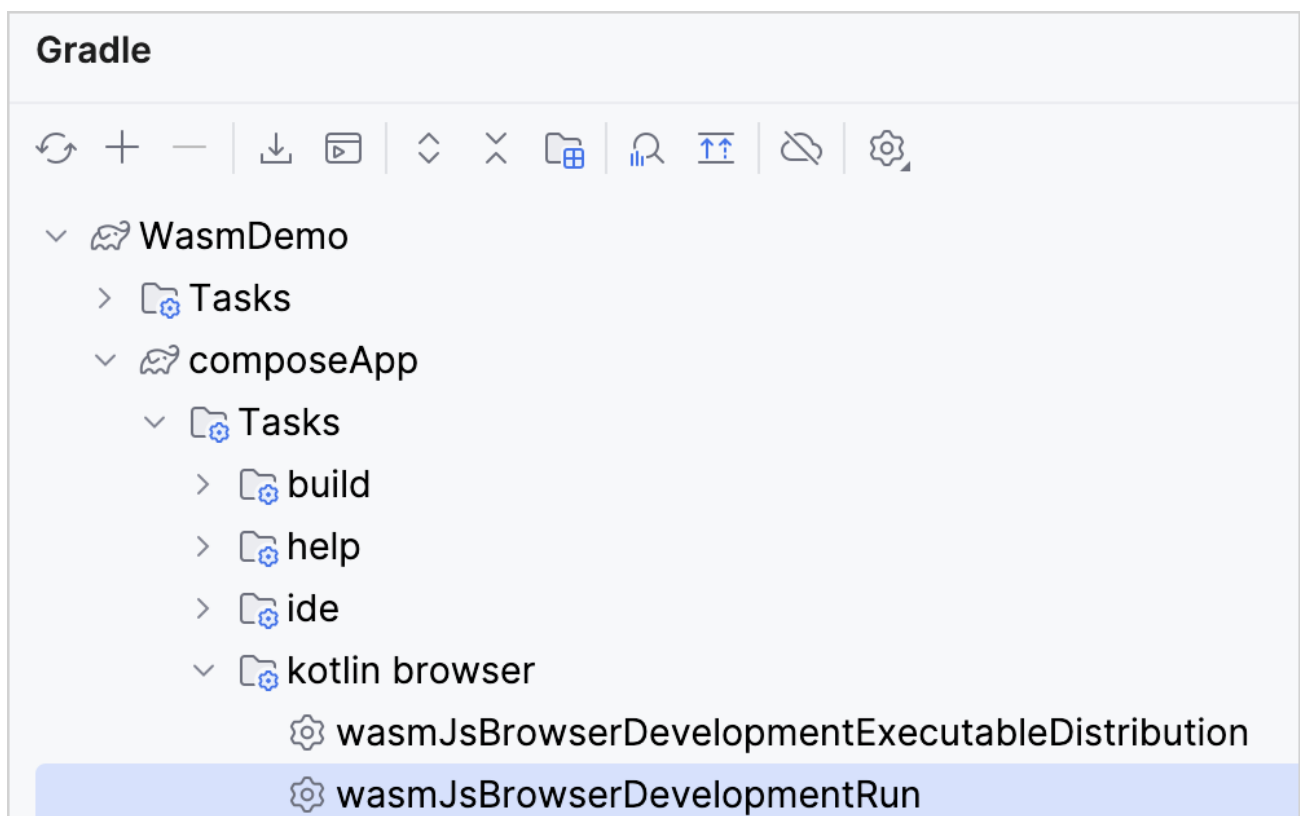 Gradle
WasmDemo
Tasks
composeApp
Tasks
build
help
ide
kotlin browser
wasmJsBrowserDevelopmentExecutableDistribution
wasmJsBrowserDevelopmentRun